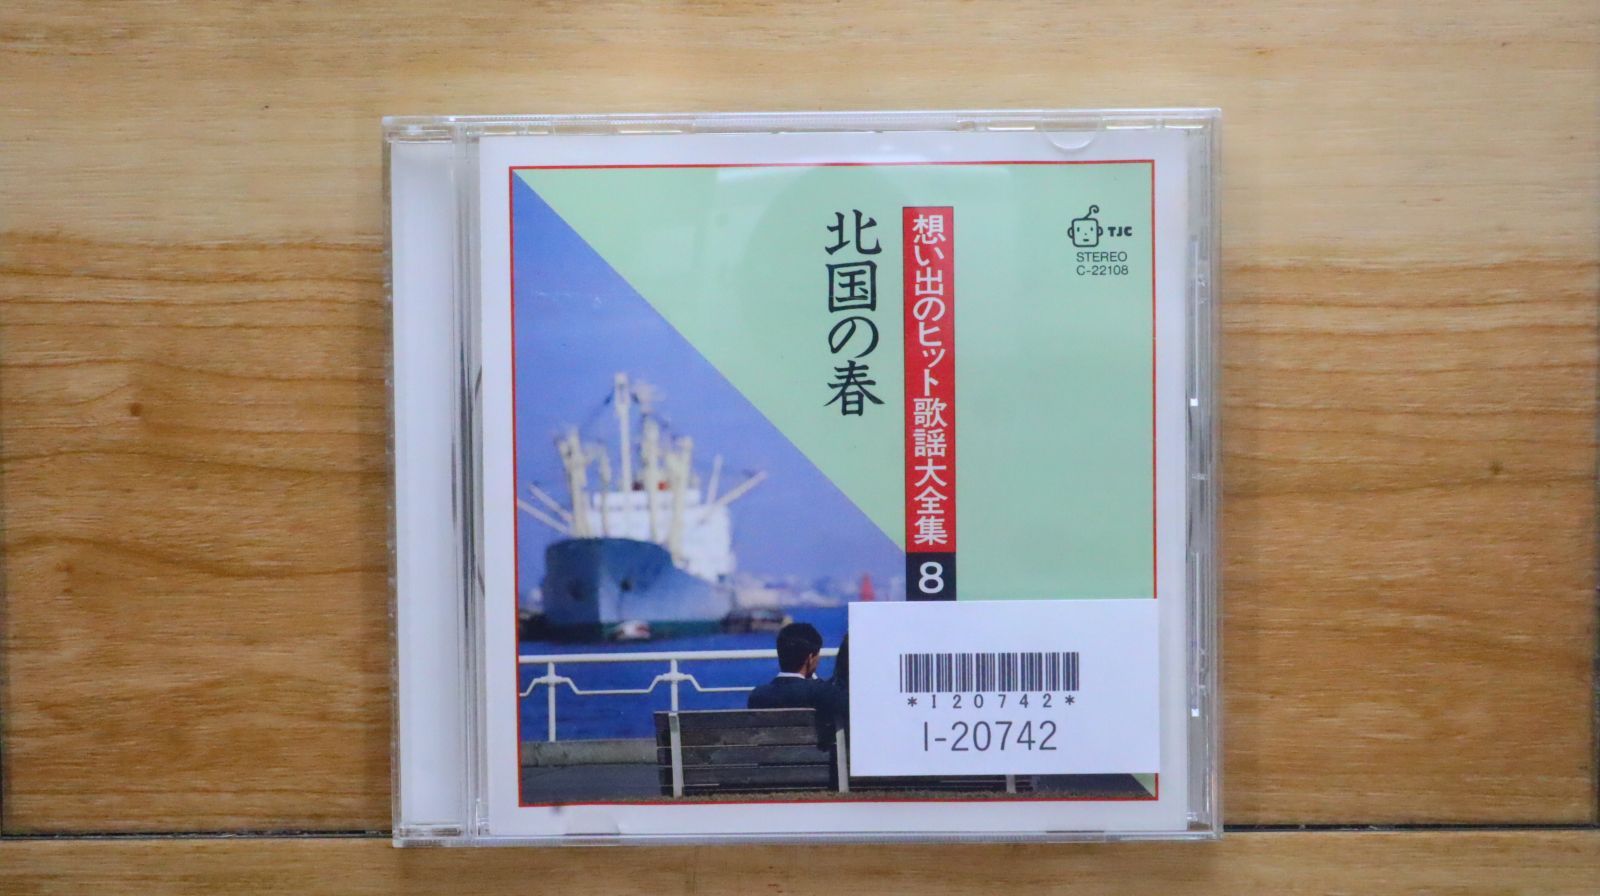 TJC
STEREO
C-22108
想い出のヒット歌謡大全集
8
北国の春
*I20742*
I-20742